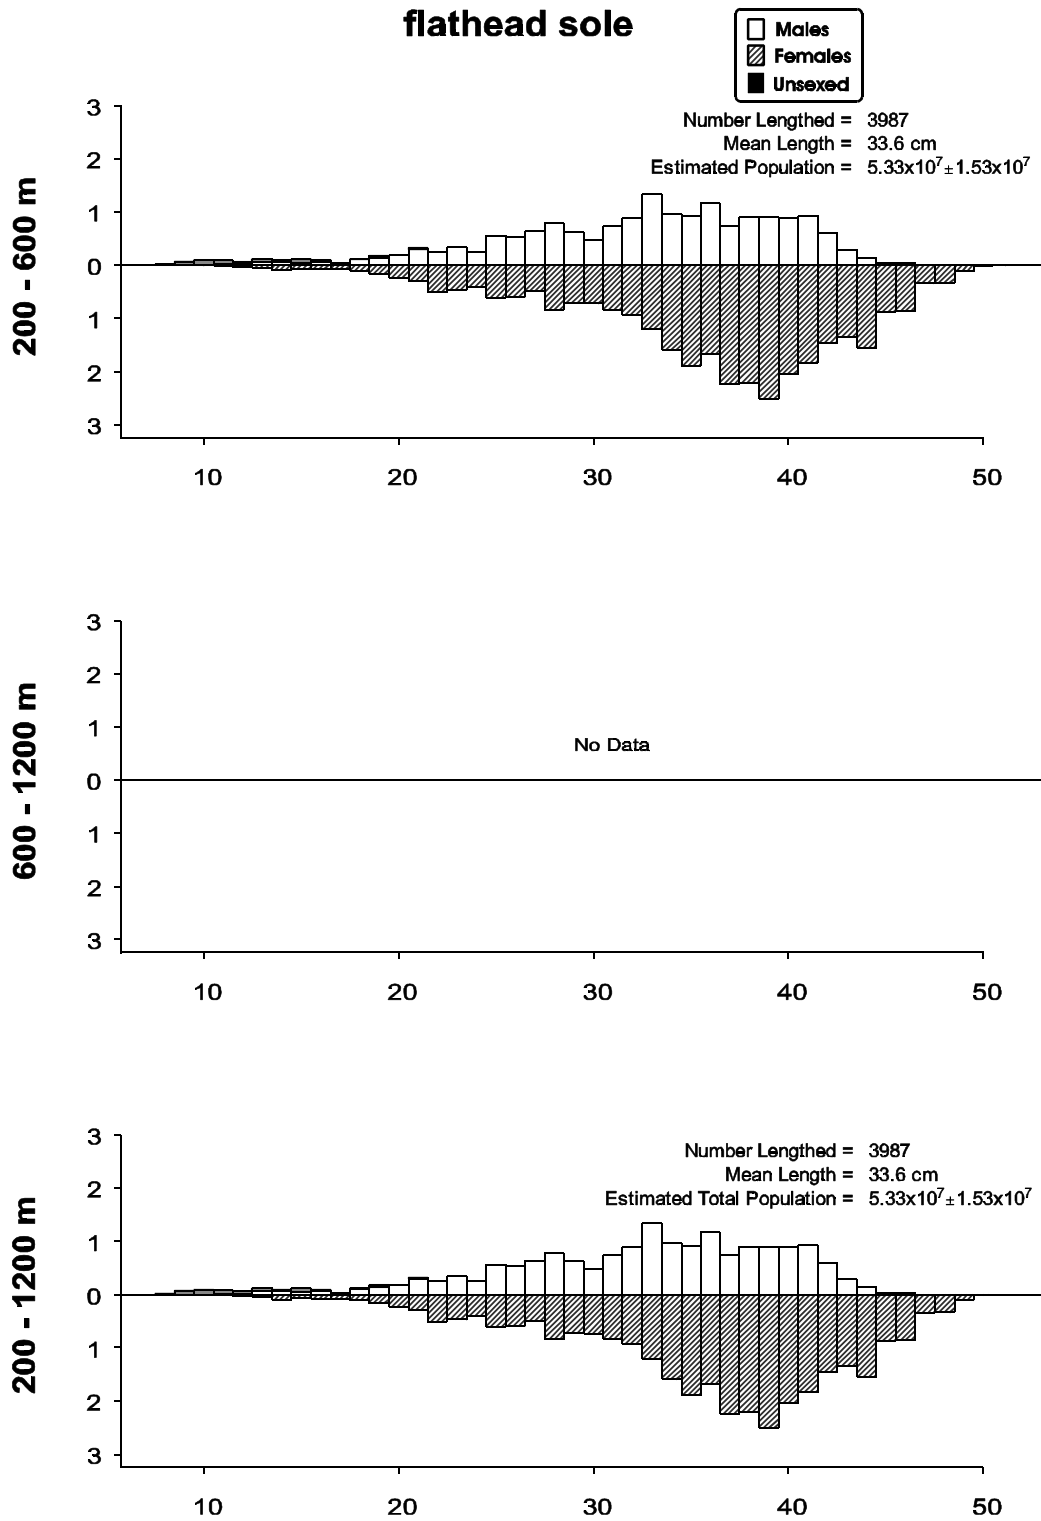 flathead sole
Males
Females
Unsexed
Number Lengthed = 3987
Mean Length = 33.6 cm
Estimated Population = 5.33x10⁷±1.53x10⁷
200 - 600 m
3
2
1
0
1
2
3
10 20 30 40 50
600 - 1200 m
3
2
1
No Data
0
1
2
3
10 20 30 40 50
200 - 1200 m
Number Lengthed = 3987
Mean Length = 33.6 cm
Estimated Total Population = 5.33x10⁷±1.53x10⁷
3
2
1
0
1
2
3
10 20 30 40 50